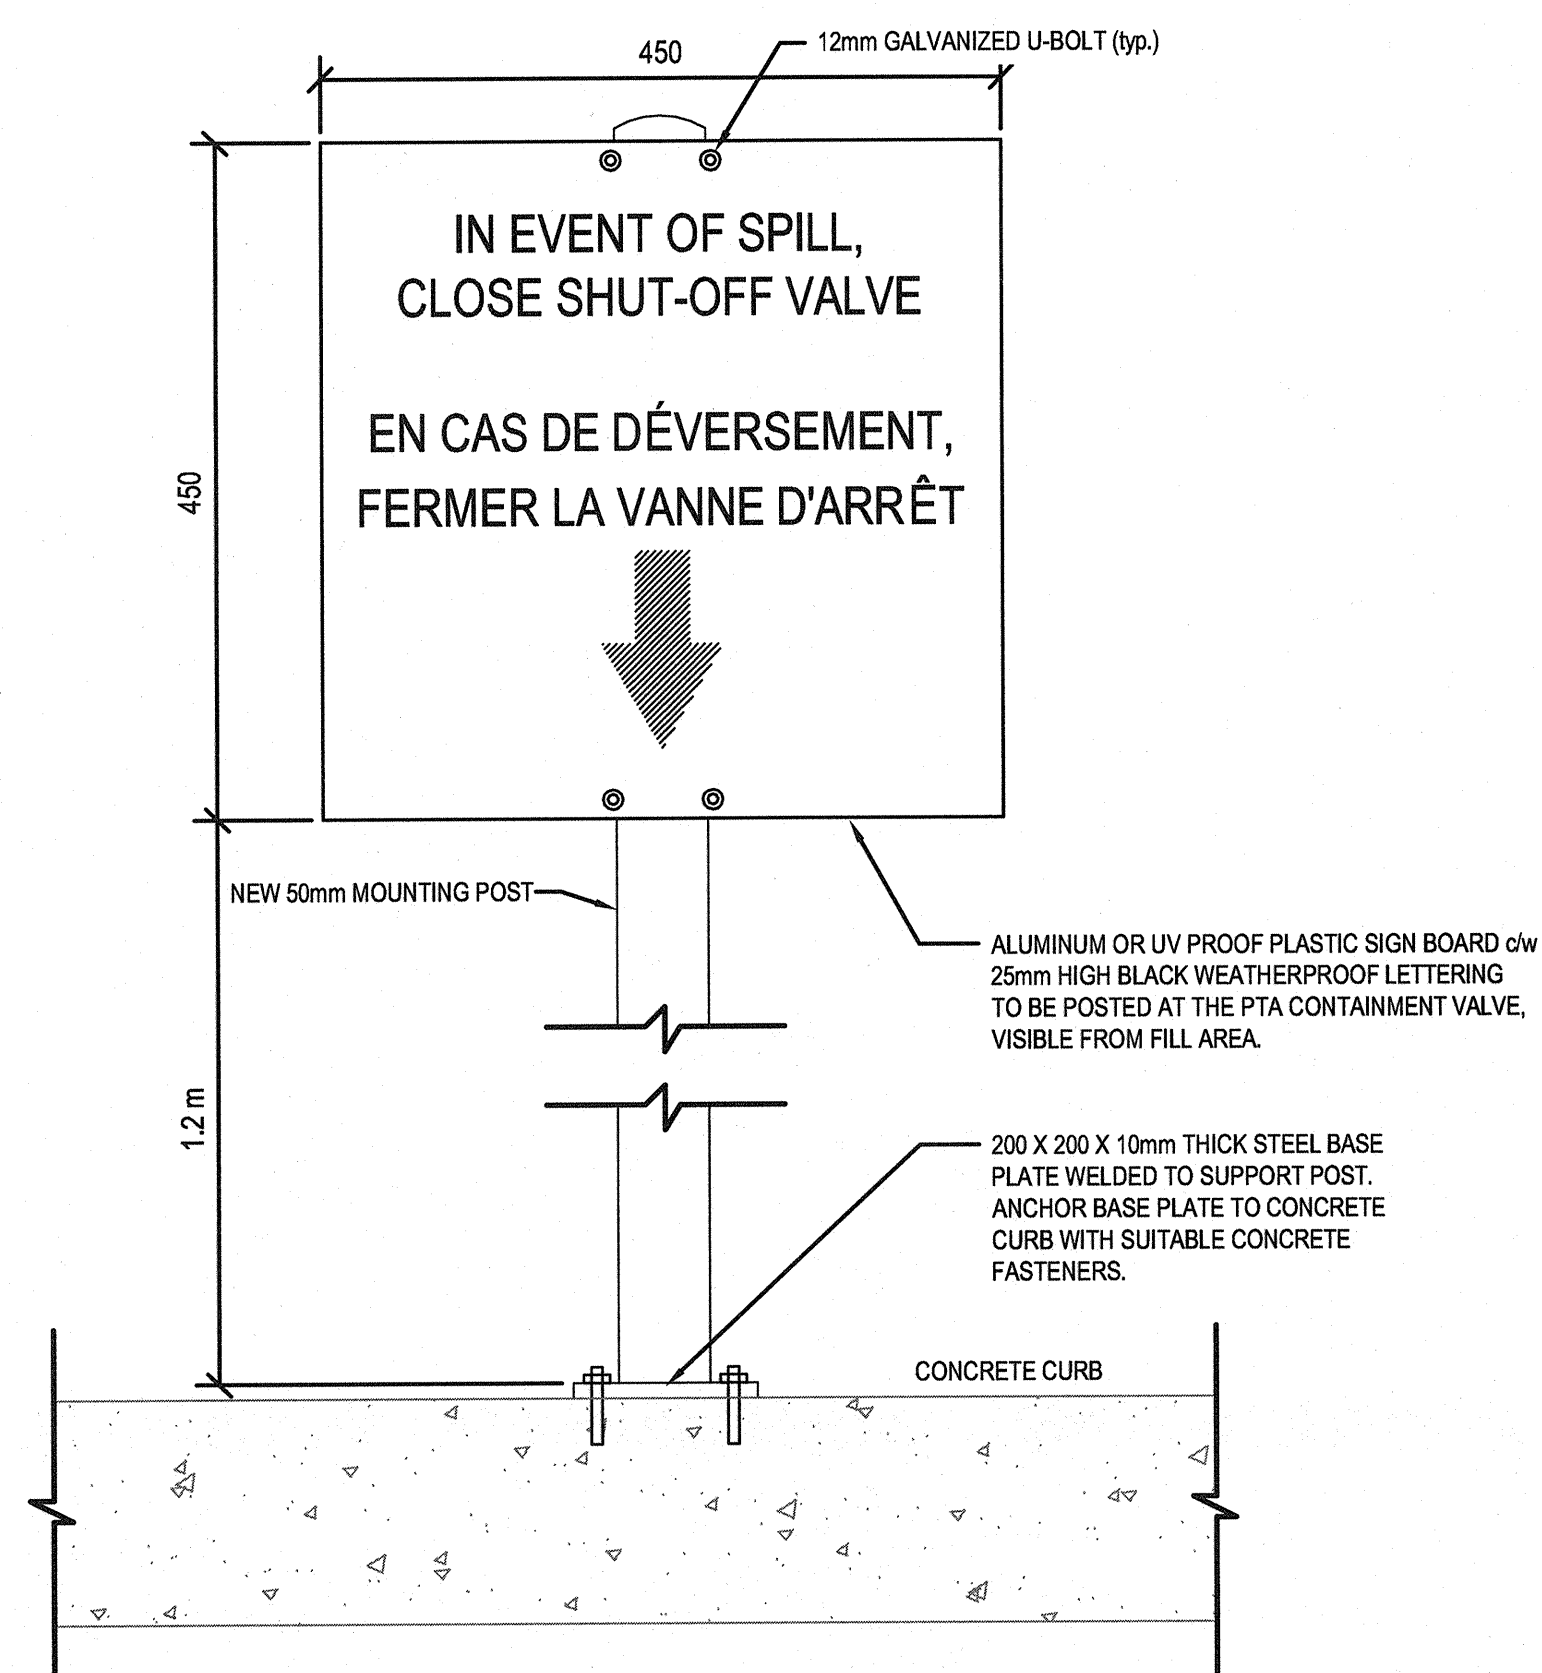 450
12mm GALVANIZED U-BOLT (typ.)
IN EVENT OF SPILL,
CLOSE SHUT-OFF VALVE
EN CAS DE DÉVERSEMENT,
FERMER LA VANNE D'ARRÊT
450
NEW 50mm MOUNTING POST
ALUMINUM OR UV PROOF PLASTIC SIGN BOARD c/w
25mm HIGH BLACK WEATHERPROOF LETTERING
TO BE POSTED AT THE PTA CONTAINMENT VALVE,
VISIBLE FROM FILL AREA.
1.2 m
200 X 200 X 10mm THICK STEEL BASE
PLATE WELDED TO SUPPORT POST.
ANCHOR BASE PLATE TO CONCRETE
CURB WITH SUITABLE CONCRETE
FASTENERS.
CONCRETE CURB